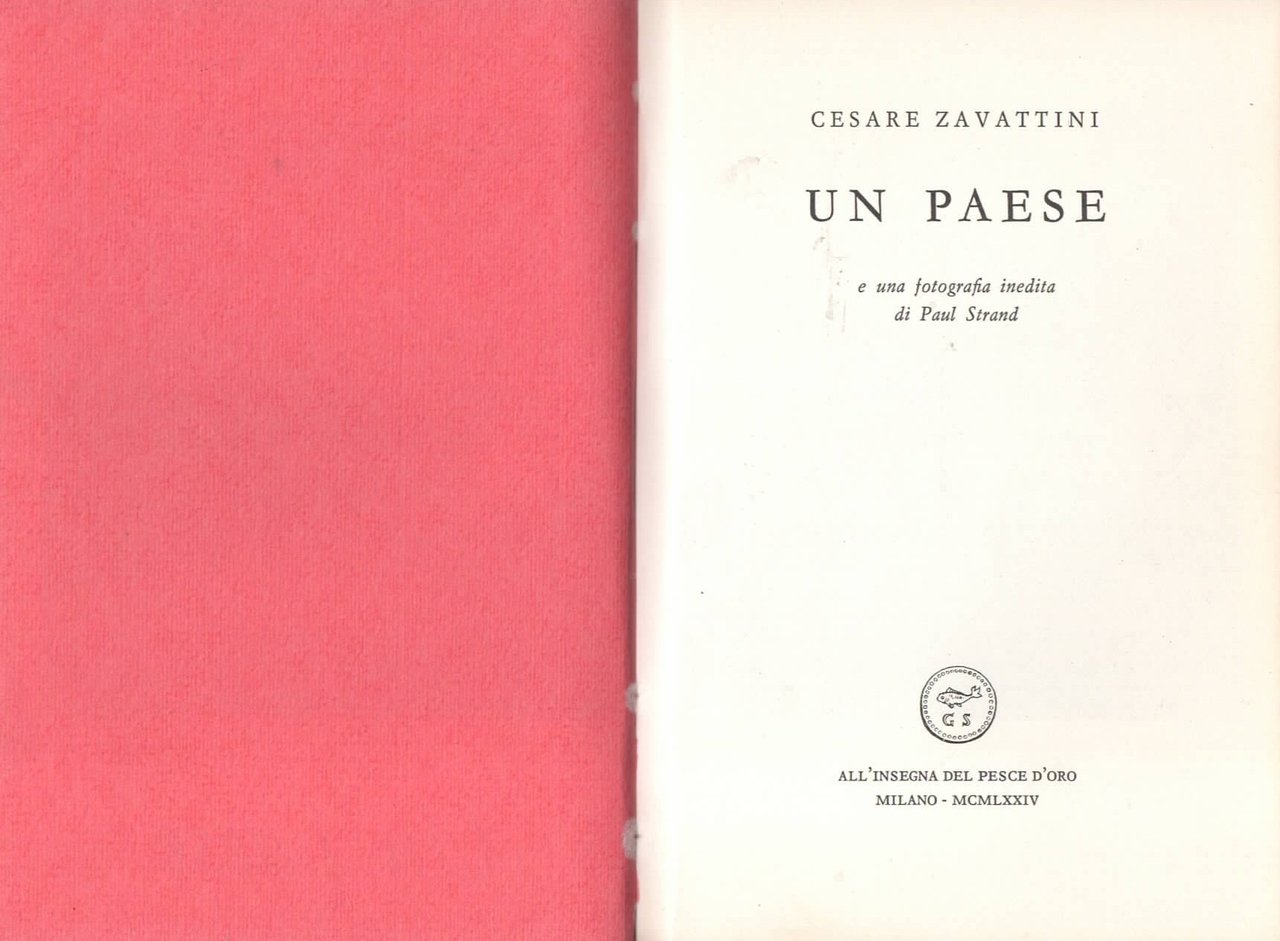 CESARE ZAVATTINI
UN PAESE
e una fotografia inedita
di Paul Strand
G S
ALL'INSEGNA DEL PESCE D'ORO
MILANO - MCMLXXIV